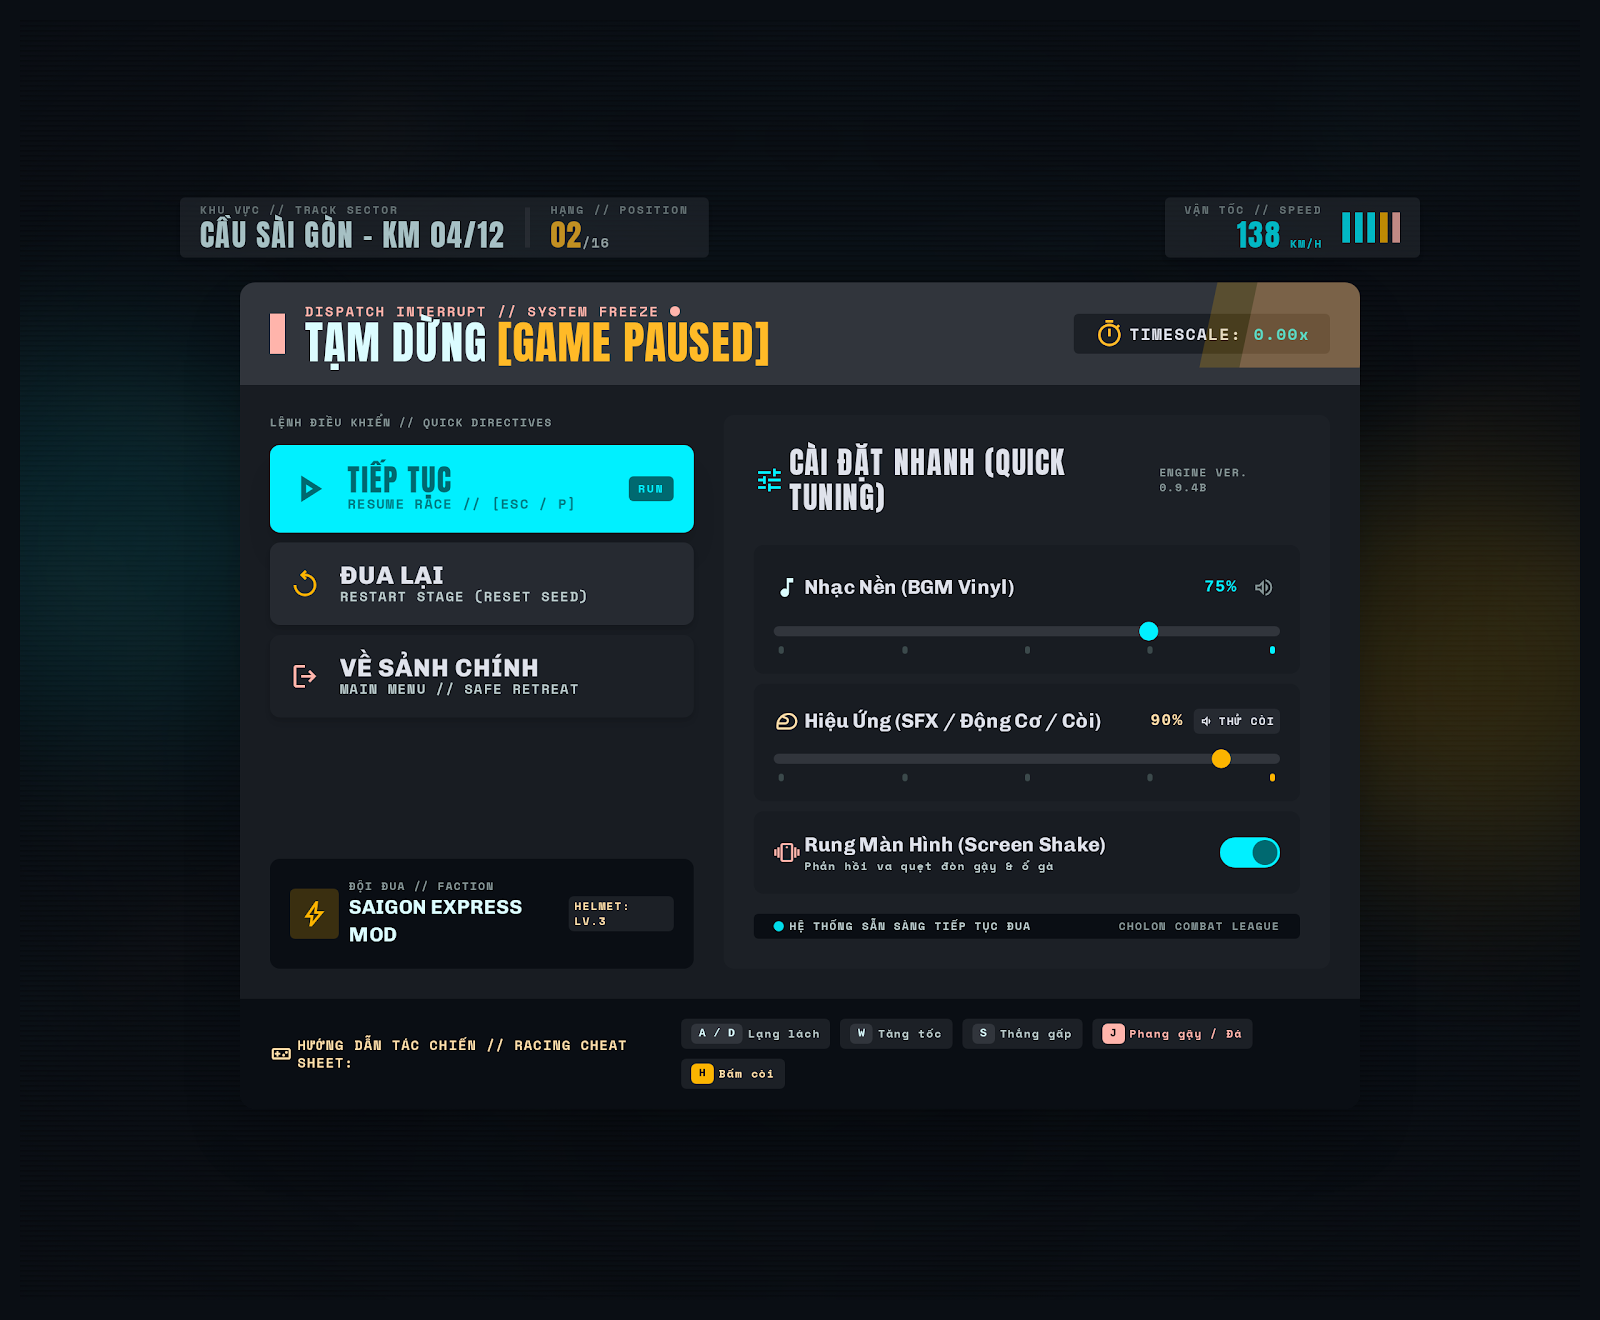 KHU VỰC // TRACK SECTOR
CẦU SÀI GÒN - KM 04/12
HẠNG // POSITION
02/16
VẬN TỐC // SPEED
138 KM/H
DISPATCH INTERRUPT // SYSTEM FREEZE
TẠM DỪNG [GAME PAUSED]
TIMESCALE: 0.00x
LỆNH ĐIỀU KHIỂN // QUICK DIRECTIVES
TIẾP TỤC
RESUME RACE // [ESC / P]
RUN
ĐUA LẠI
RESTART STAGE (RESET SEED)
VỀ SẢNH CHÍNH
MAIN MENU // SAFE RETREAT
ĐỘI ĐUA // FACTION
SAIGON EXPRESS
MOD
HELMET:
LV.3
CÀI ĐẶT NHANH (QUICK
TUNING)
ENGINE VER.
0.9.4B
Nhạc Nền (BGM Vinyl)
75%
Hiệu Ứng (SFX / Động Cơ / Còi)
90%
THỬ CÒI
Rung Màn Hình (Screen Shake)
Phản hồi va quẹt đòn gậy & ổ gà
HỆ THỐNG SẴN SÀNG TIẾP TỤC ĐUA
CHOLON COMBAT LEAGUE
HƯỚNG DẪN TÁC CHIẾN // RACING CHEAT
SHEET:
A / D Lạng lách
W Tăng tốc
S Thắng gấp
J Phang gậy / Đá
H Bấm còi